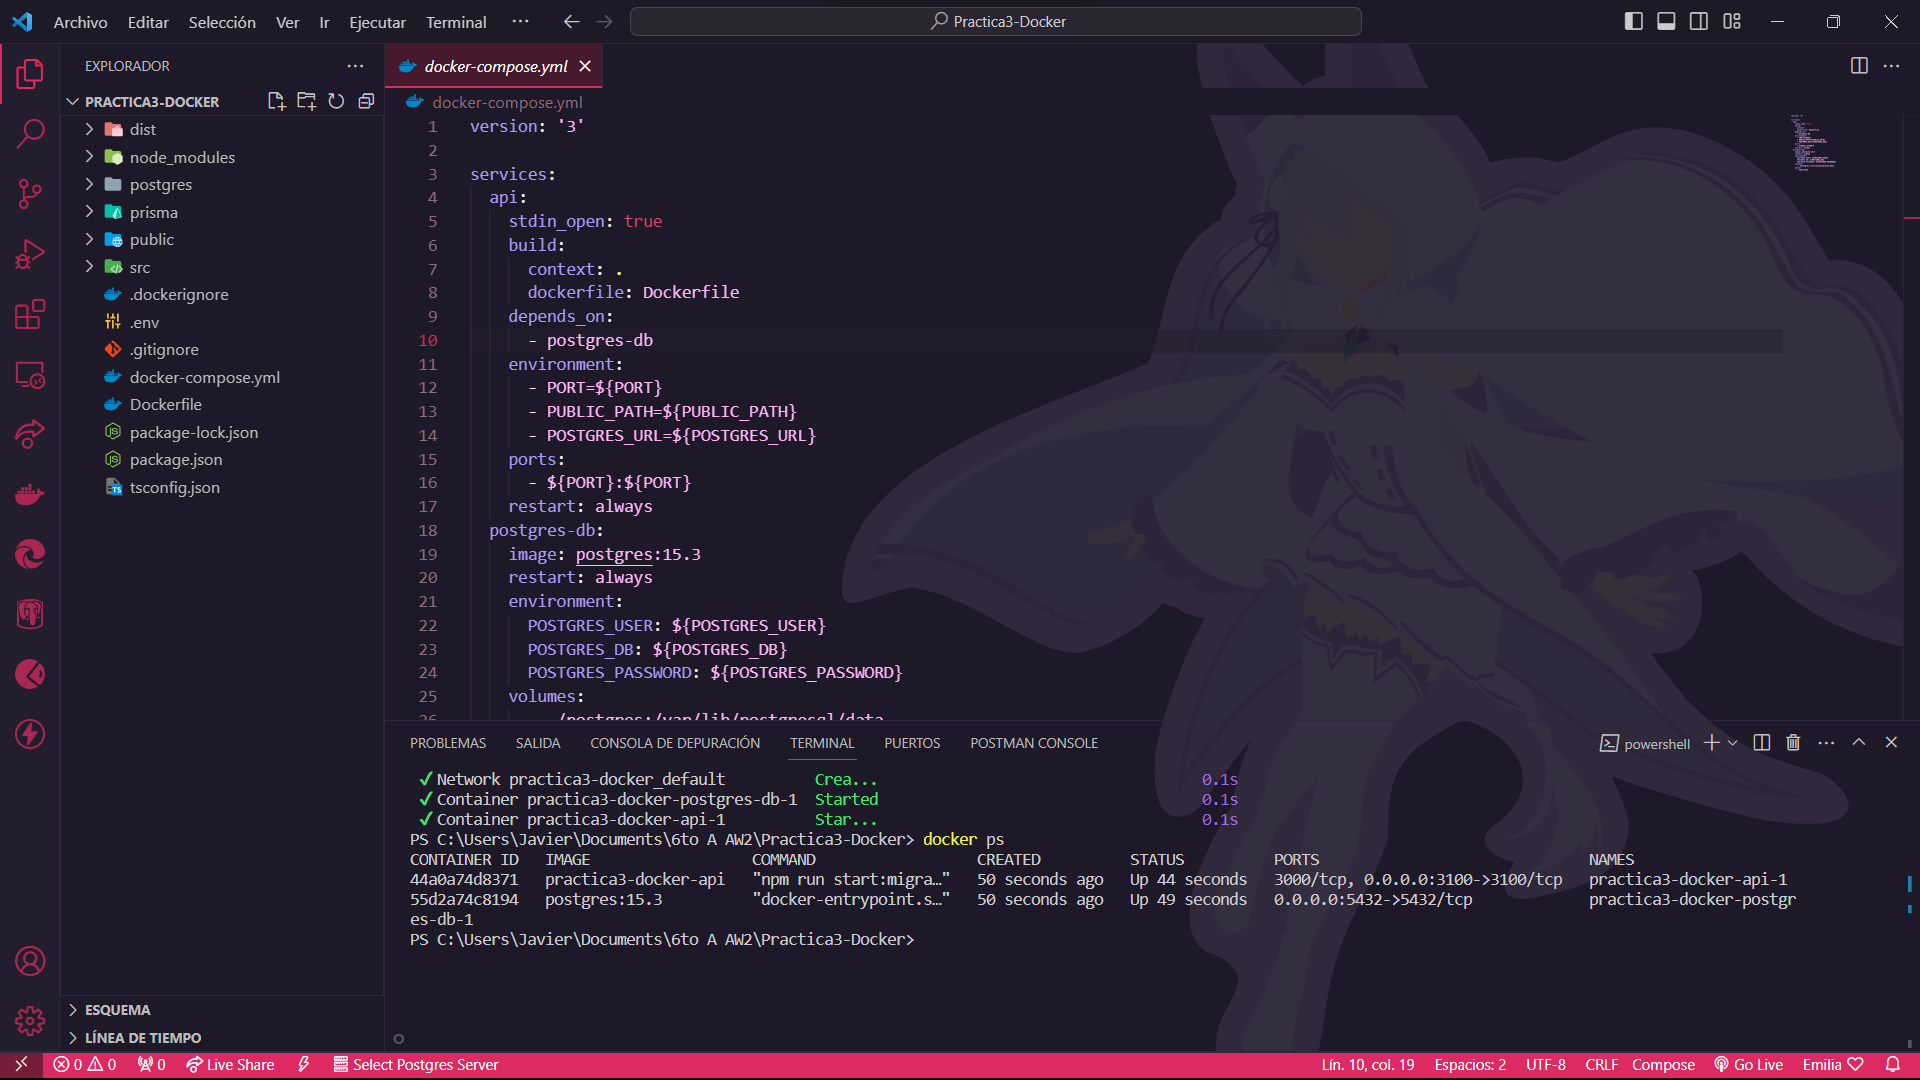 Archivo Editar Selección Ver Ir Ejecutar Terminal ··· Practica3-Docker
EXPLORADOR
PRACTICA3-DOCKER
dist
node_modules
postgres
prisma
public
src
.dockerignore
.env
.gitignore
docker-compose.yml
Dockerfile
package-lock.json
package.json
tsconfig.json
ESQUEMA
LÍNEA DE TIEMPO
docker-compose.yml
docker-compose.yml
1 version: '3'
2
3 services:
4 api:
5 stdin_open: true
6 build:
7 context: .
8 dockerfile: Dockerfile
9 depends_on:
10 - postgres-db
11 environment:
12 - PORT=${PORT}
13 - PUBLIC_PATH=${PUBLIC_PATH}
14 - POSTGRES_URL=${POSTGRES_URL}
15 ports:
16 - ${PORT}:${PORT}
17 restart: always
18 postgres-db:
19 image: postgres:15.3
20 restart: always
21 environment:
22 POSTGRES_USER: ${POSTGRES_USER}
23 POSTGRES_DB: ${POSTGRES_DB}
24 POSTGRES_PASSWORD: ${POSTGRES_PASSWORD}
25 volumes:
26 - ./postgres:/var/lib/postgresql/data
PROBLEMAS SALIDA CONSOLA DE DEPURACIÓN TERMINAL PUERTOS POSTMAN CONSOLE powershell
✓ Network practica3-docker_default Crea... 0.1s
✓ Container practica3-docker-postgres-db-1 Started 0.1s
✓ Container practica3-docker-api-1 Star... 0.1s
PS C:\Users\Javier\Documents\6to A AW2\Practica3-Docker> docker ps
CONTAINER ID IMAGE COMMAND CREATED STATUS PORTS NAMES
44a0a74d8371 practica3-docker-api "npm run start:migra…" 50 seconds ago Up 44 seconds 3000/tcp, 0.0.0.0:3100->3100/tcp practica3-docker-api-1
55d2a74c8194 postgres:15.3 "docker-entrypoint.s…" 50 seconds ago Up 49 seconds 0.0.0.0:5432->5432/tcp practica3-docker-postgr
es-db-1
PS C:\Users\Javier\Documents\6to A AW2\Practica3-Docker>
0 0 0 Live Share Select Postgres Server Lín. 10, col. 19 Espacios: 2 UTF-8 CRLF Compose Go Live Emilia ♡